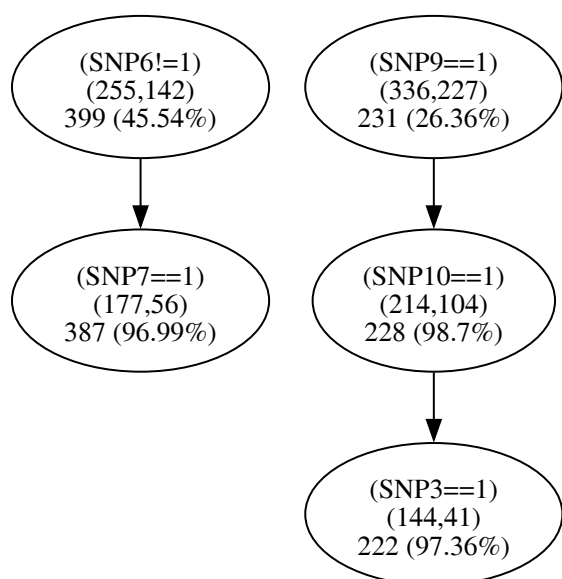 (SNP6!=1)
(255,142)
399 (45.54%)
(SNP7==1)
(177,56)
387 (96.99%)
(SNP9==1)
(336,227)
231 (26.36%)
(SNP10==1)
(214,104)
228 (98.7%)
(SNP3==1)
(144,41)
222 (97.36%)